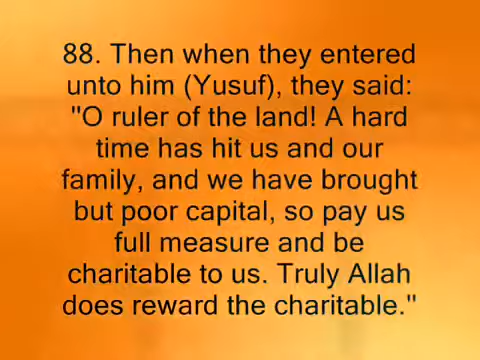 88. Then when they entered
unto him (Yusuf), they said:
"O ruler of the land! A hard
time has hit us and our
family, and we have brought
but poor capital, so pay us
full measure and be
charitable to us. Truly Allah
does reward the charitable."